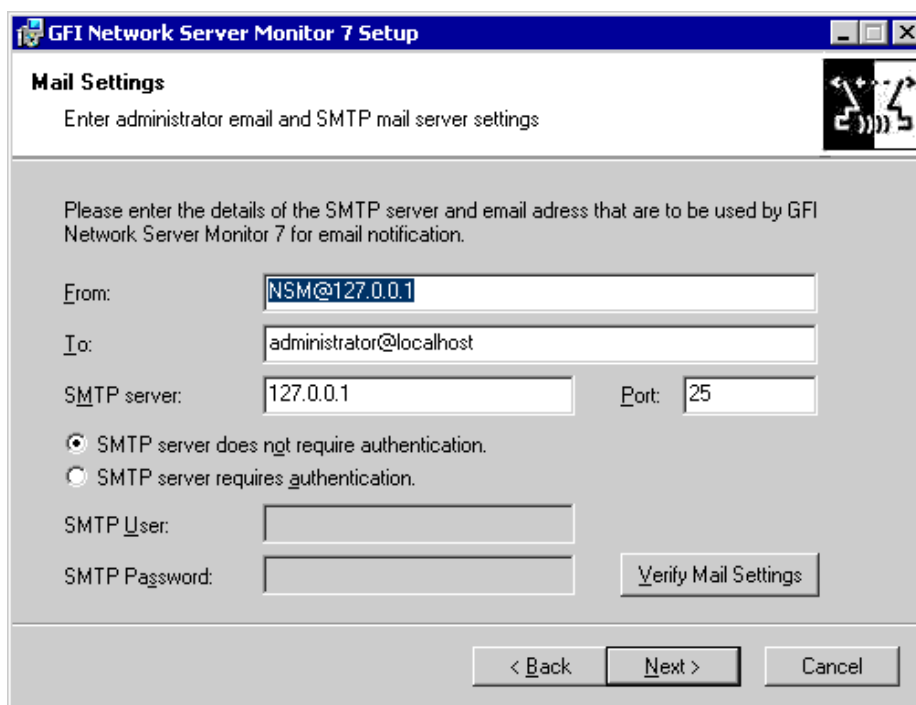 GFI Network Server Monitor 7 Setup
Mail Settings
Enter administrator email and SMTP mail server settings
Please enter the details of the SMTP server and email adress that are to be used by GFI
Network Server Monitor 7 for email notification.
From: NSM@127.0.0.1
To: administrator@localhost
SMTP server: 127.0.0.1 Port: 25
SMTP server does not require authentication.
SMTP server requires authentication.
SMTP User:
SMTP Password: Verify Mail Settings
< Back Next > Cancel